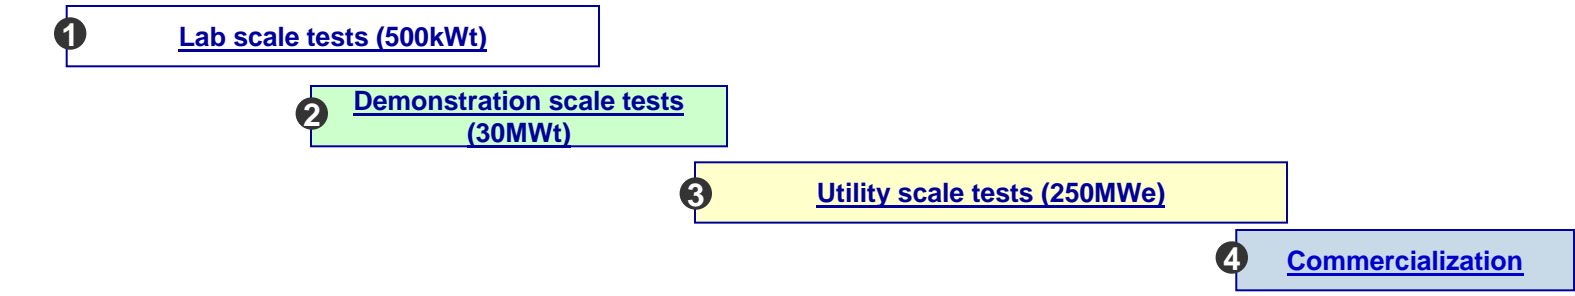 1 Lab scale tests (500kWt)
2 Demonstration scale tests
(30MWt)
3 Utility scale tests (250MWe)
4 Commercialization